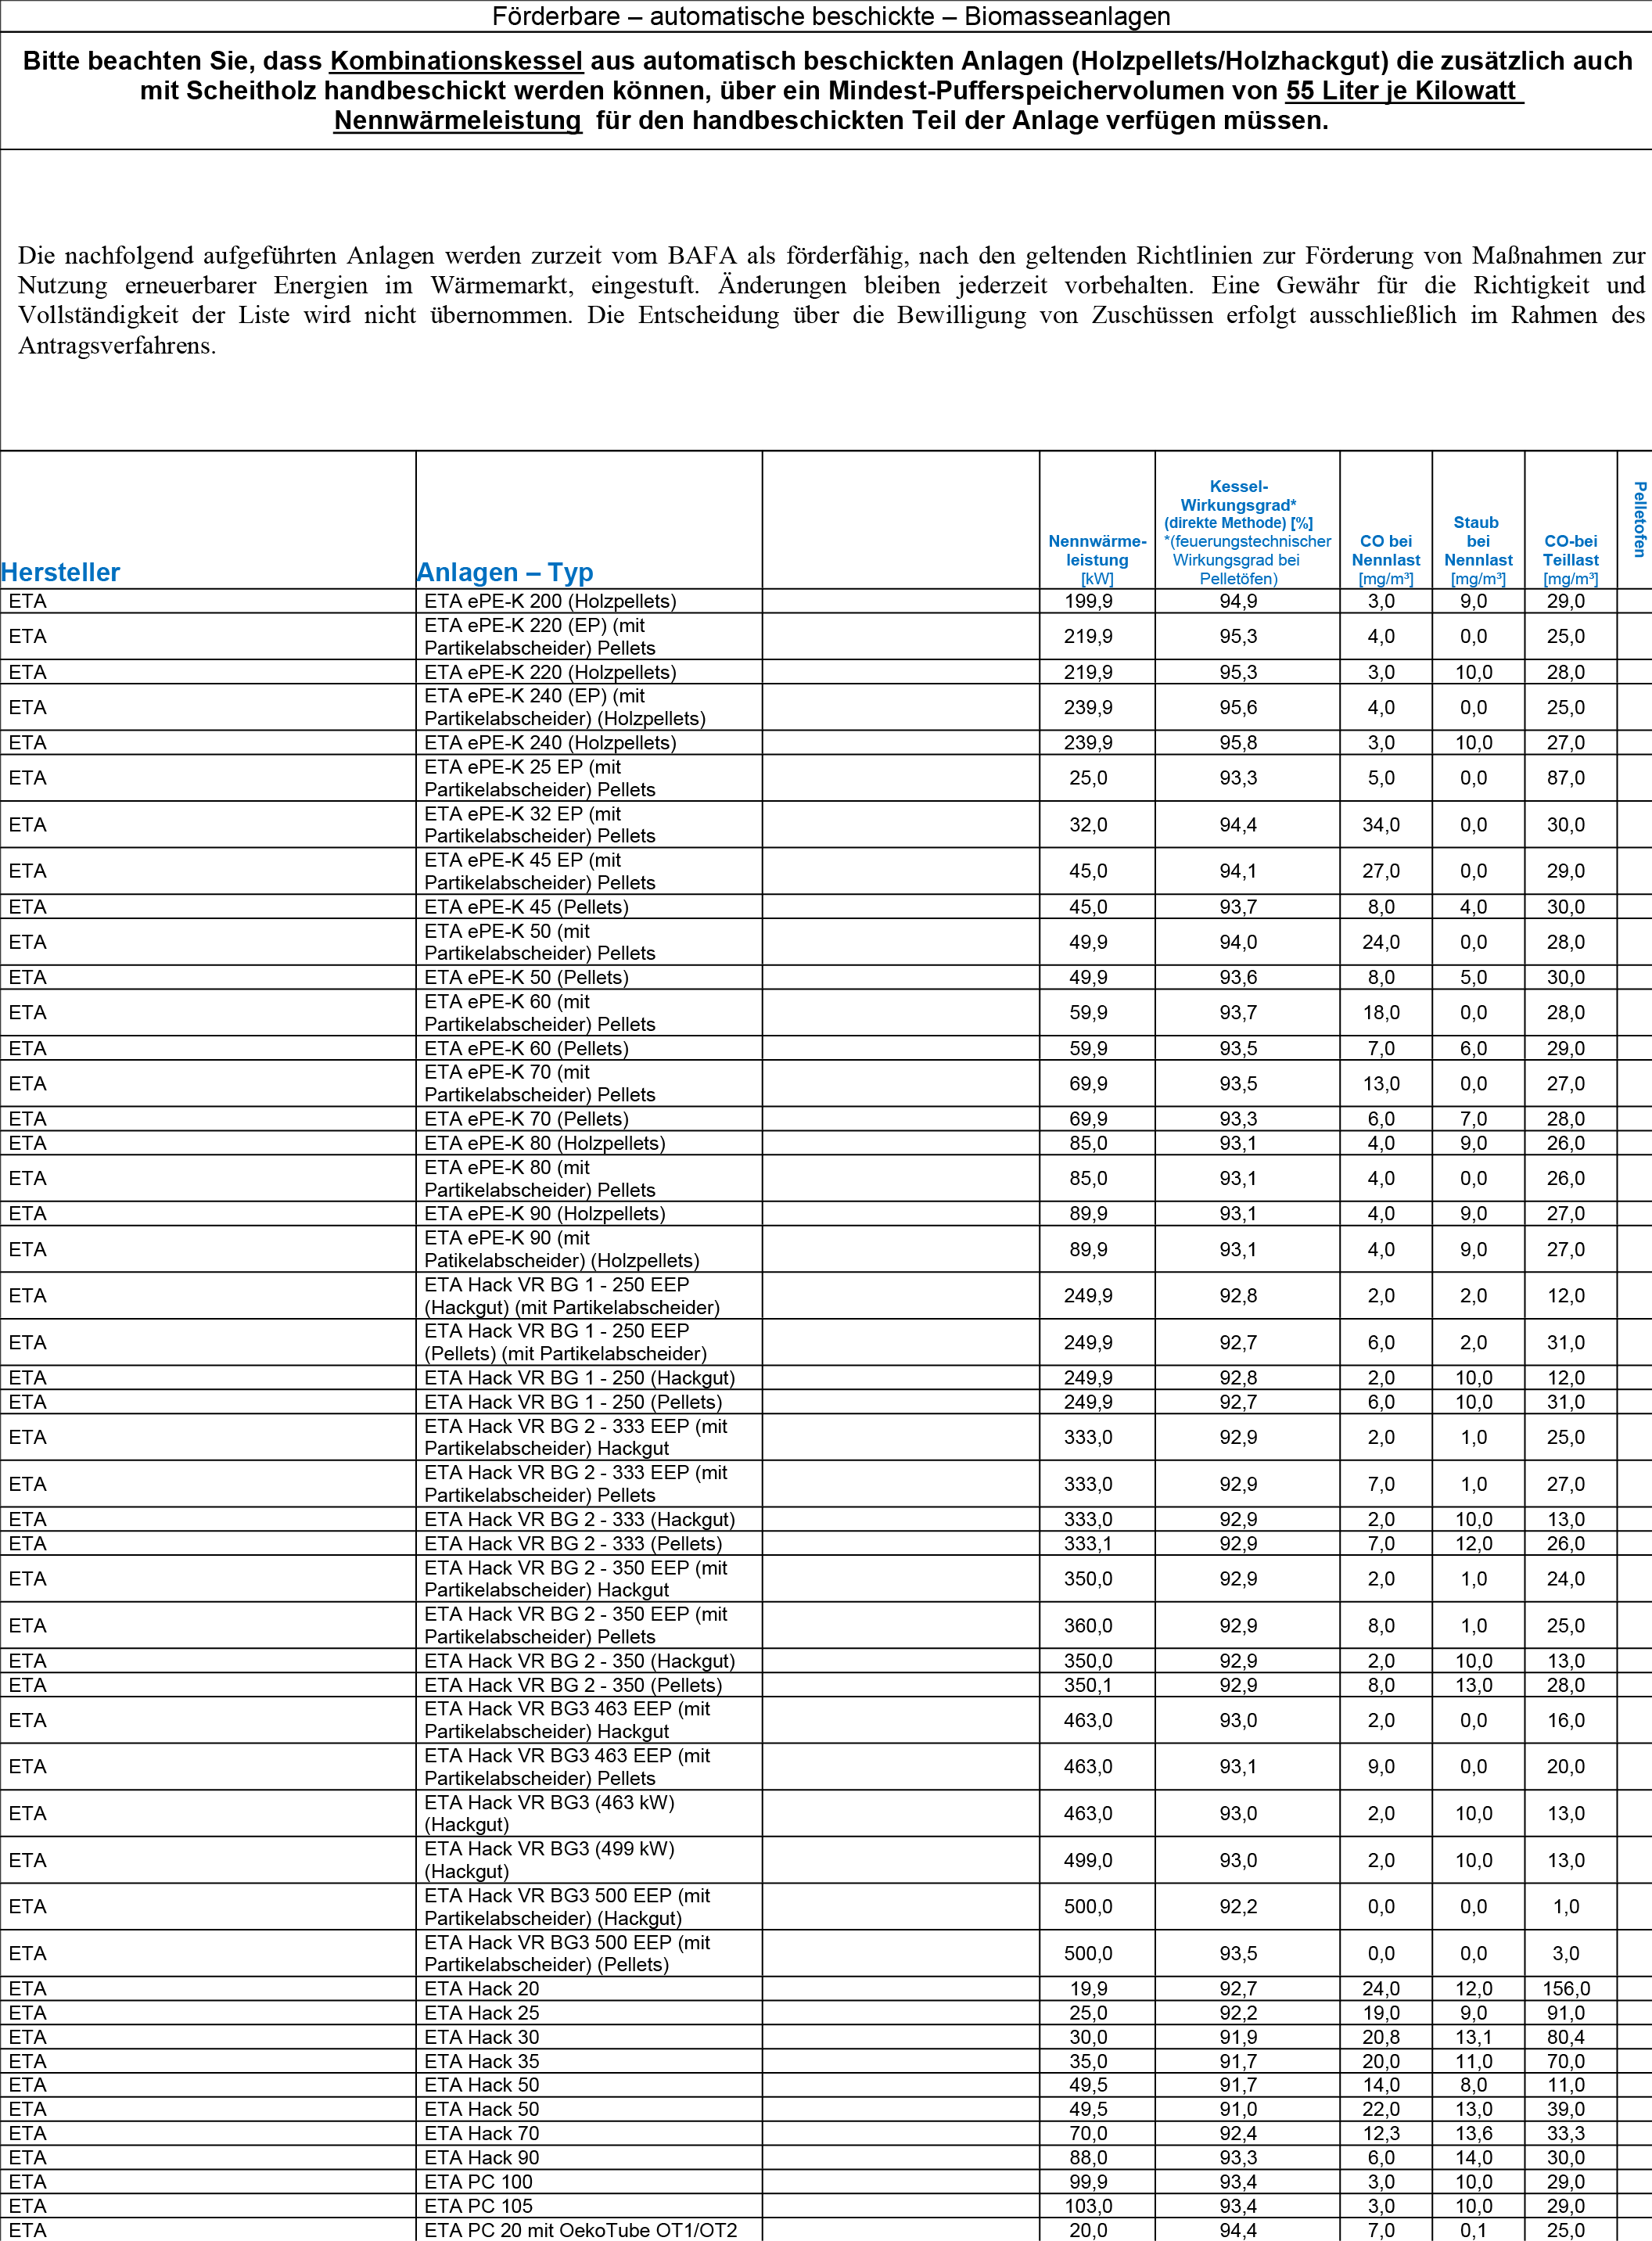 Förderbare – automatische beschickte – Biomasseanlagen
Bitte beachten Sie, dass Kombinationskessel aus automatisch beschickten Anlagen (Holzpellets/Holzhackgut) die zusätzlich auch
mit Scheitholz handbeschickt werden können, über ein Mindest-Pufferspeichervolumen von 55 Liter je Kilowatt
Nennwärmeleistung für den handbeschickten Teil der Anlage verfügen müssen.
Die nachfolgend aufgeführten Anlagen werden zurzeit vom BAFA als förderfähig, nach den geltenden Richtlinien zur Förderung von Maßnahmen zur
Nutzung erneuerbarer Energien im Wärmemarkt, eingestuft. Änderungen bleiben jederzeit vorbehalten. Eine Gewähr für die Richtigkeit und
Vollständigkeit der Liste wird nicht übernommen. Die Entscheidung über die Bewilligung von Zuschüssen erfolgt ausschließlich im Rahmen des
Antragsverfahrens.
Hersteller
Anlagen – Typ
Nennwärme-
leistung
[kW]
Kessel-
Wirkungsgrad*
(direkte Methode) [%]
*(feuerungstechnischer
Wirkungsgrad bei
Pelletöfen)
CO bei
Nennlast
[mg/m³]
Staub
bei
Nennlast
[mg/m³]
CO-bei
Teillast
[mg/m³]
Pelletofen
ETA ETA ePE-K 200 (Holzpellets) 199,9 94,9 3,0 9,0 29,0
ETA ETA ePE-K 220 (EP) (mit
Partikelabscheider) Pellets 219,9 95,3 4,0 0,0 25,0
ETA ETA ePE-K 220 (Holzpellets) 219,9 95,3 3,0 10,0 28,0
ETA ETA ePE-K 240 (EP) (mit
Partikelabscheider) (Holzpellets) 239,9 95,6 4,0 0,0 25,0
ETA ETA ePE-K 240 (Holzpellets) 239,9 95,8 3,0 10,0 27,0
ETA ETA ePE-K 25 EP (mit
Partikelabscheider) Pellets 25,0 93,3 5,0 0,0 87,0
ETA ETA ePE-K 32 EP (mit
Partikelabscheider) Pellets 32,0 94,4 34,0 0,0 30,0
ETA ETA ePE-K 45 EP (mit
Partikelabscheider) Pellets 45,0 94,1 27,0 0,0 29,0
ETA ETA ePE-K 45 (Pellets) 45,0 93,7 8,0 4,0 30,0
ETA ETA ePE-K 50 (mit
Partikelabscheider) Pellets 49,9 94,0 24,0 0,0 28,0
ETA ETA ePE-K 50 (Pellets) 49,9 93,6 8,0 5,0 30,0
ETA ETA ePE-K 60 (mit
Partikelabscheider) Pellets 59,9 93,7 18,0 0,0 28,0
ETA ETA ePE-K 60 (Pellets) 59,9 93,5 7,0 6,0 29,0
ETA ETA ePE-K 70 (mit
Partikelabscheider) Pellets 69,9 93,5 13,0 0,0 27,0
ETA ETA ePE-K 70 (Pellets) 69,9 93,3 6,0 7,0 28,0
ETA ETA ePE-K 80 (Holzpellets) 85,0 93,1 4,0 9,0 26,0
ETA ETA ePE-K 80 (mit
Partikelabscheider) Pellets 85,0 93,1 4,0 0,0 26,0
ETA ETA ePE-K 90 (Holzpellets) 89,9 93,1 4,0 9,0 27,0
ETA ETA ePE-K 90 (mit
Patikelabscheider) (Holzpellets) 89,9 93,1 4,0 9,0 27,0
ETA ETA Hack VR BG 1 - 250 EEP
(Hackgut) (mit Partikelabscheider) 249,9 92,8 2,0 2,0 12,0
ETA ETA Hack VR BG 1 - 250 EEP
(Pellets) (mit Partikelabscheider) 249,9 92,7 6,0 2,0 31,0
ETA ETA Hack VR BG 1 - 250 (Hackgut) 249,9 92,8 2,0 10,0 12,0
ETA ETA Hack VR BG 1 - 250 (Pellets) 249,9 92,7 6,0 10,0 31,0
ETA ETA Hack VR BG 2 - 333 EEP (mit
Partikelabscheider) Hackgut 333,0 92,9 2,0 1,0 25,0
ETA ETA Hack VR BG 2 - 333 EEP (mit
Partikelabscheider) Pellets 333,0 92,9 7,0 1,0 27,0
ETA ETA Hack VR BG 2 - 333 (Hackgut) 333,0 92,9 2,0 10,0 13,0
ETA ETA Hack VR BG 2 - 333 (Pellets) 333,1 92,9 7,0 12,0 26,0
ETA ETA Hack VR BG 2 - 350 EEP (mit
Partikelabscheider) Hackgut 350,0 92,9 2,0 1,0 24,0
ETA ETA Hack VR BG 2 - 350 EEP (mit
Partikelabscheider) Pellets 360,0 92,9 8,0 1,0 25,0
ETA ETA Hack VR BG 2 - 350 (Hackgut) 350,0 92,9 2,0 10,0 13,0
ETA ETA Hack VR BG 2 - 350 (Pellets) 350,1 92,9 8,0 13,0 28,0
ETA ETA Hack VR BG3 463 EEP (mit
Partikelabscheider) Hackgut 463,0 93,0 2,0 0,0 16,0
ETA ETA Hack VR BG3 463 EEP (mit
Partikelabscheider) Pellets 463,0 93,1 9,0 0,0 20,0
ETA ETA Hack VR BG3 (463 kW)
(Hackgut) 463,0 93,0 2,0 10,0 13,0
ETA ETA Hack VR BG3 (499 kW)
(Hackgut) 499,0 93,0 2,0 10,0 13,0
ETA ETA Hack VR BG3 500 EEP (mit
Partikelabscheider) (Hackgut) 500,0 92,2 0,0 0,0 1,0
ETA ETA Hack VR BG3 500 EEP (mit
Partikelabscheider) (Pellets) 500,0 93,5 0,0 0,0 3,0
ETA ETA Hack 20 19,9 92,7 24,0 12,0 156,0
ETA ETA Hack 25 25,0 92,2 19,0 9,0 91,0
ETA ETA Hack 30 30,0 91,9 20,8 13,1 80,4
ETA ETA Hack 35 35,0 91,7 20,0 11,0 70,0
ETA ETA Hack 50 49,5 91,7 14,0 8,0 11,0
ETA ETA Hack 50 49,5 91,0 22,0 13,0 39,0
ETA ETA Hack 70 70,0 92,4 12,3 13,6 33,3
ETA ETA Hack 90 88,0 93,3 6,0 14,0 30,0
ETA ETA PC 100 99,9 93,4 3,0 10,0 29,0
ETA ETA PC 105 103,0 93,4 3,0 10,0 29,0
ETA ETA PC 20 mit OekoTube OT1/OT2 20,0 94,4 7,0 0,1 25,0